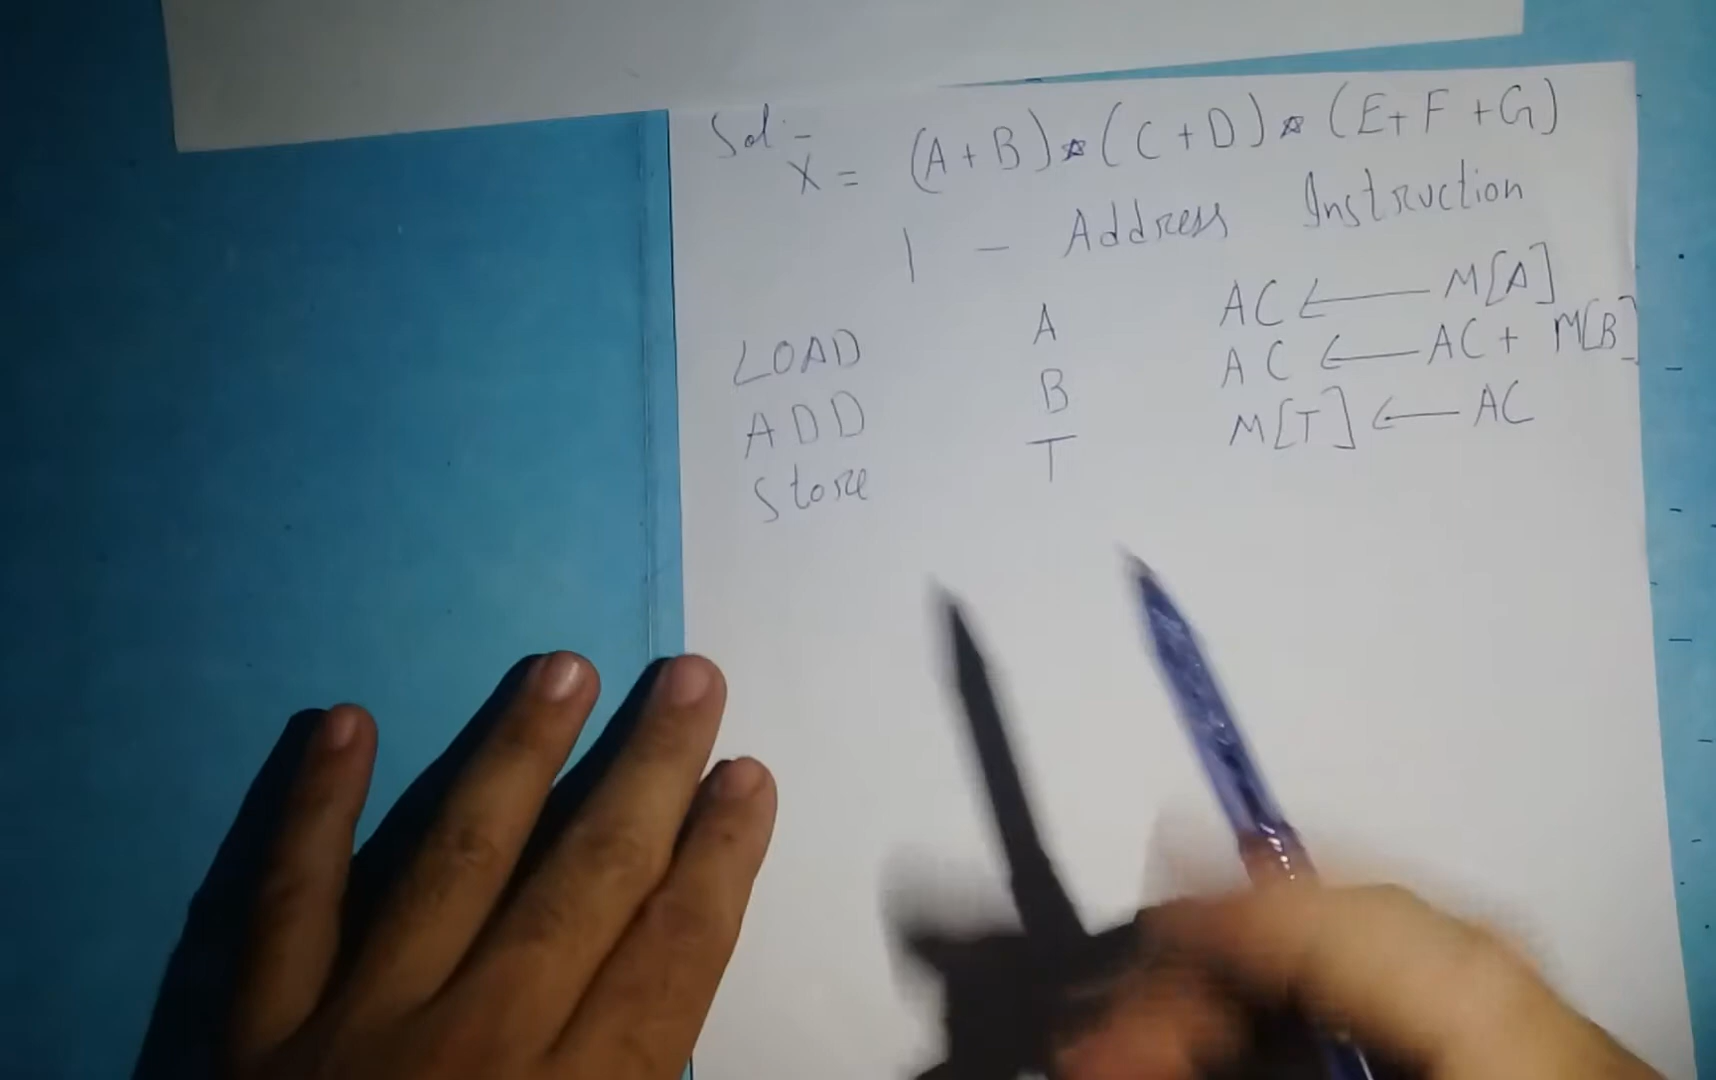 Sol:-
X = (A + B) * (C + D) * (E + F + G)
1 - Address Instruction
LOAD A AC ← M[A]
ADD B AC ← AC + M[B]
Store T M[T] ← AC